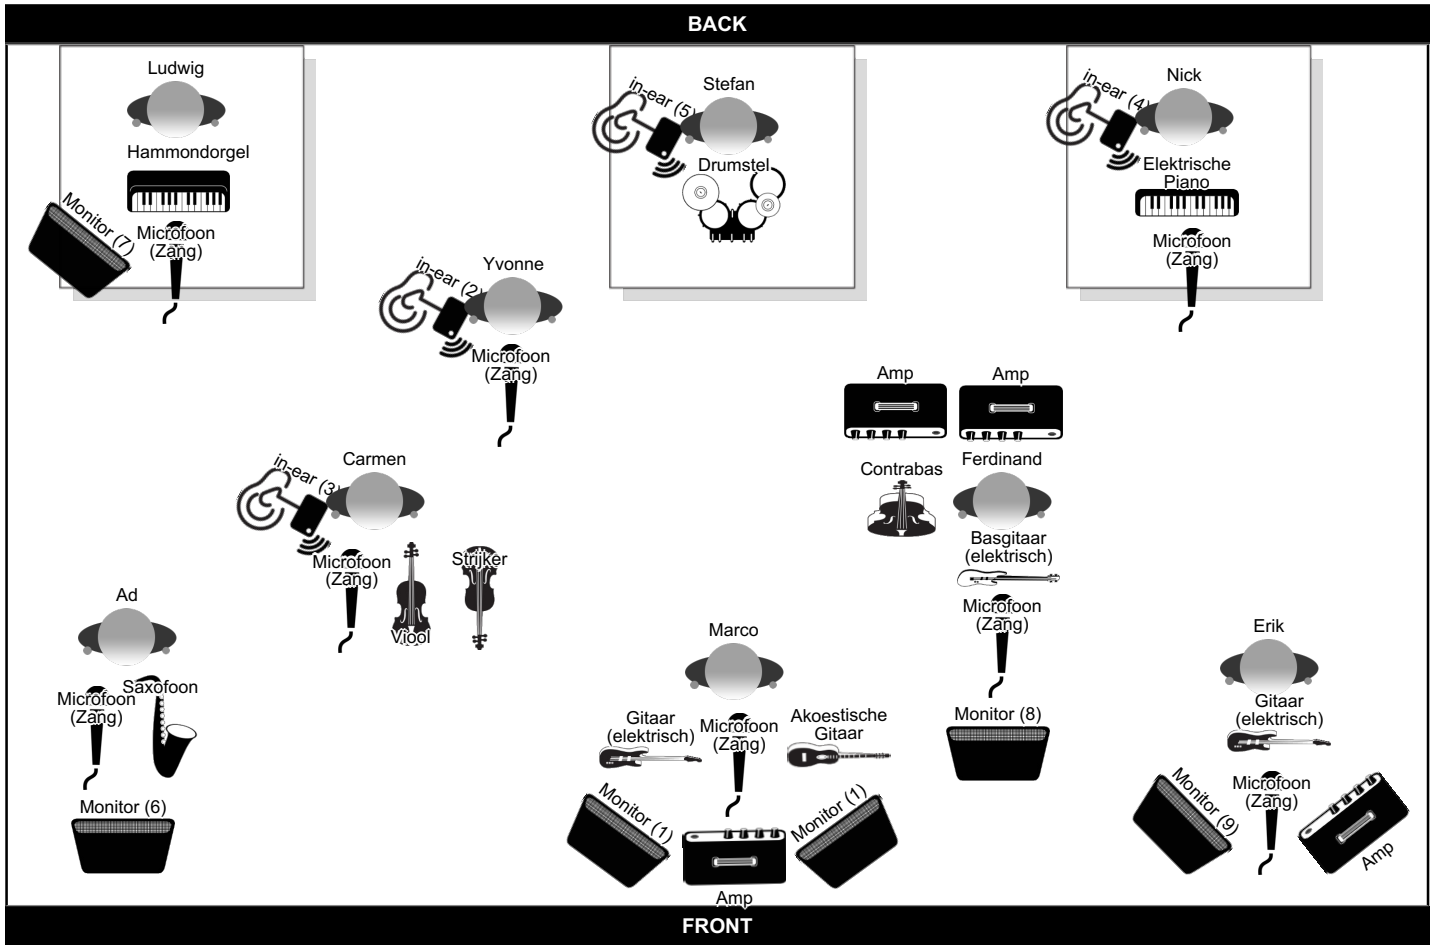 BACK
Ludwig
Hammondorgel
Monitor (7)
Microfoon
(Zang)
in-ear (5)
Stefan
Drumstel
in-ear (4)
Nick
Elektrische
Piano
Microfoon
(Zang)
in-ear (2)
Yvonne
Microfoon
(Zang)
Amp
Amp
in-ear (3)
Carmen
Microfoon
(Zang)
Viool
Strijker
Contrabas
Ferdinand
Basgitaar
(elektrisch)
Microfoon
(Zang)
Monitor (8)
Ad
Microfoon
(Zang)
Saxofoon
Monitor (6)
Marco
Gitaar
(elektrisch)
Microfoon
(Zang)
Akoestische
Gitaar
Monitor (1)
Monitor (1)
Amp
Erik
Gitaar
(elektrisch)
Monitor (9)
Microfoon
(Zang)
Amp
FRONT